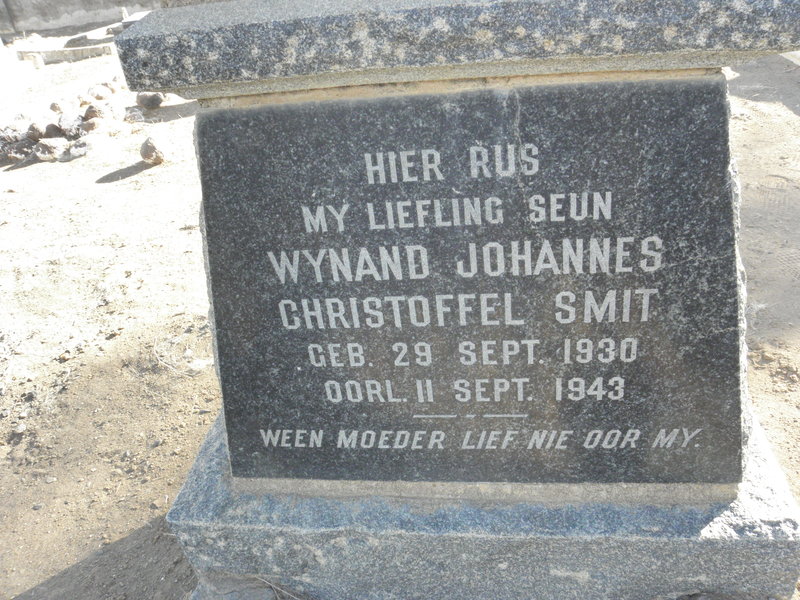 HIER RUS
MY LIEFLING SEUN
WYNAND JOHANNES
CHRISTOFFEL SMIT
GEB. 29 SEPT. 1930
OORL. 11 SEPT. 1943
WEEN MOEDER LIEF NIE OOR MY.